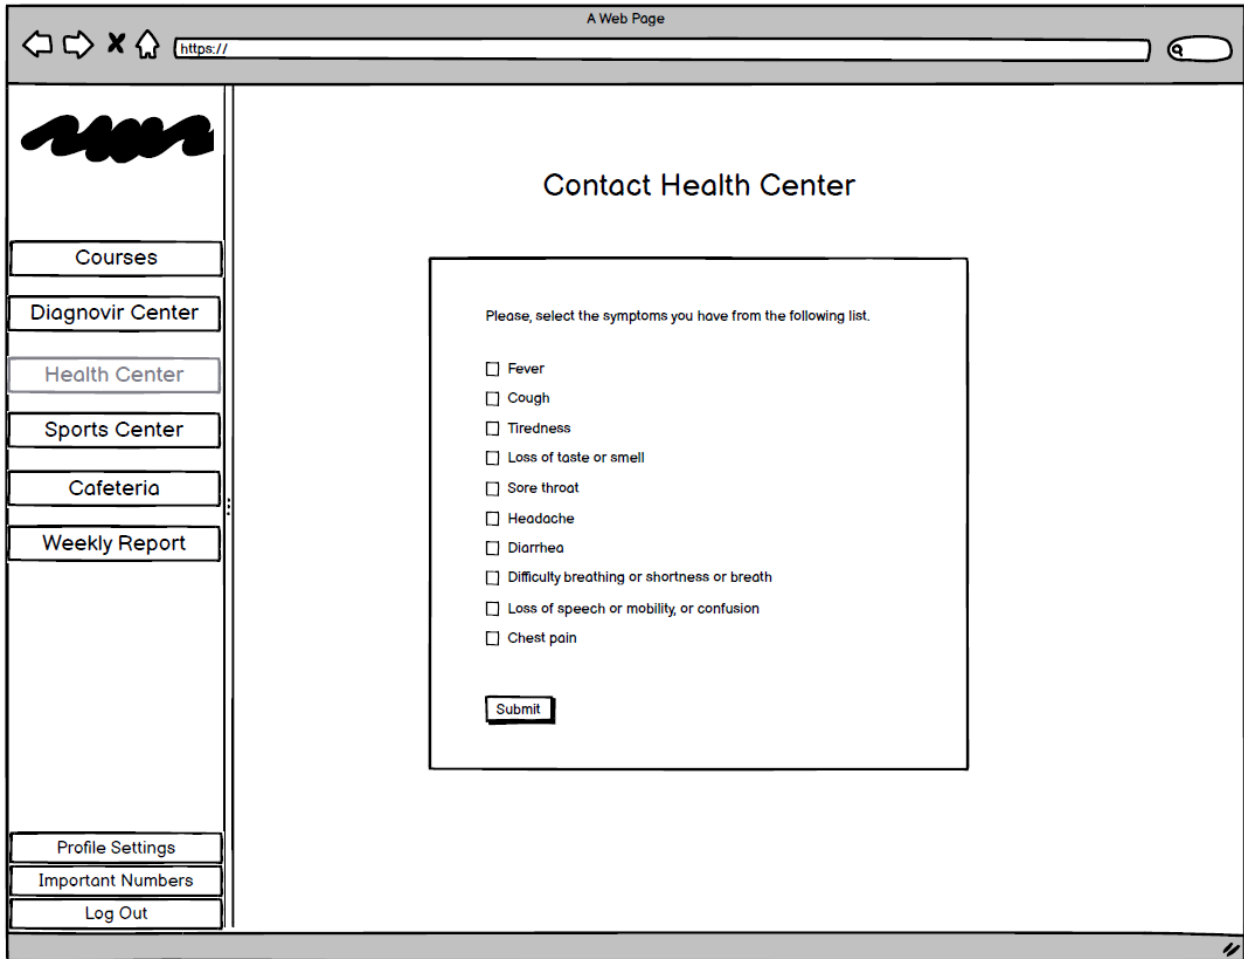 A Web Page
https://
Contact Health Center
Courses
Diagnovir Center
Health Center
Sports Center
Cafeteria
Weekly Report
Please, select the symptoms you have from the following list.
Fever
Cough
Tiredness
Loss of taste or smell
Sore throat
Headache
Diarrhea
Difficulty breathing or shortness or breath
Loss of speech or mobility, or confusion
Chest pain
Submit
Profile Settings
Important Numbers
Log Out